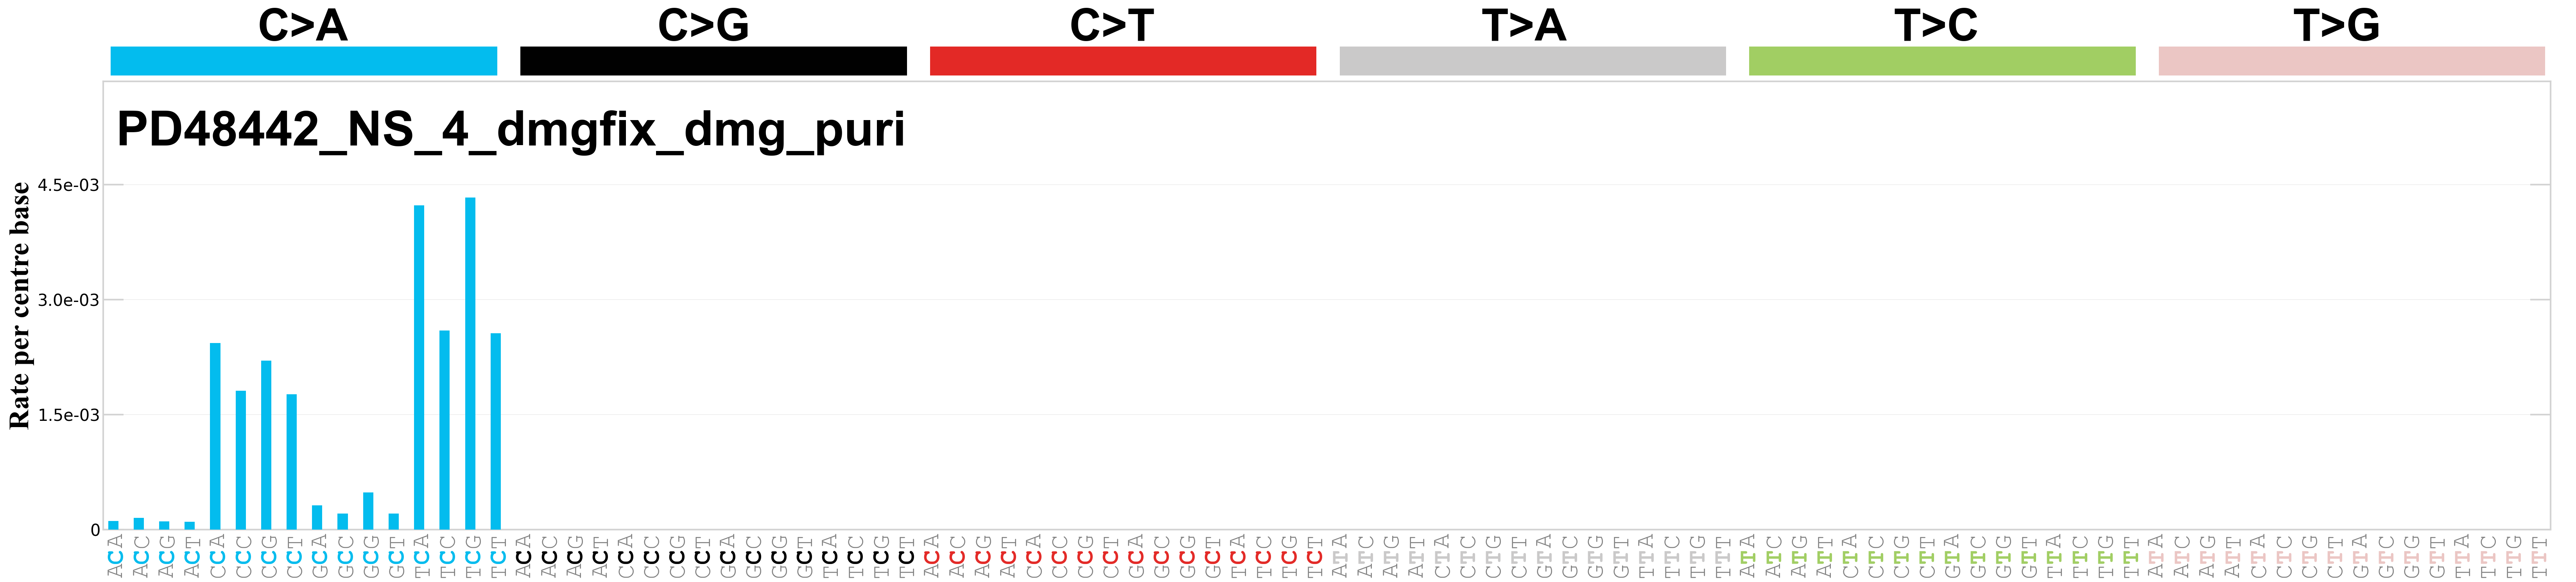 C>A C>G C>T T>A T>C T>G
PD48442_NS_4_dmgfix_dmg_puri
Rate per centre base
4.5e-03
3.0e-03
1.5e-03
0
ACA ACC ACG ACT CCA CCC CCG CCT GCA GCC GCG GCT TCA TCC TCG TCT ACA ACC ACG ACT CCA CCC CCG CCT GCA GCC GCG GCT TCA TCC TCG TCT ACA ACC ACG ACT CCA CCC CCG CCT GCA GCC GCG GCT TCA TCC TCG TCT ATA ATC ATG ATT CTA CTC CTG CTT GTA GTC GTG GTT TTA TTC TTG TTT ATA ATC ATG ATT CTA CTC CTG CTT GTA GTC GTG GTT TTA TTC TTG TTT ATA ATC ATG ATT CTA CTC CTG CTT GTA GTC GTG GTT TTA TTC TTG TTT